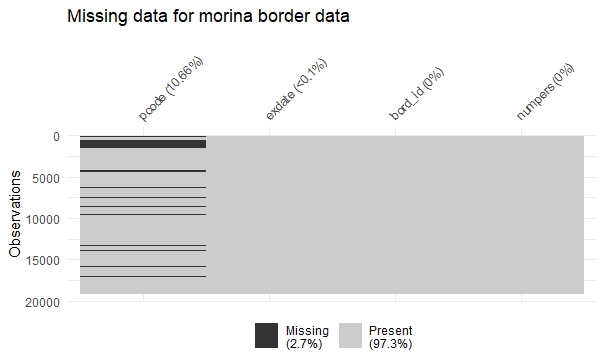 Missing data for morina border data
pcode (10.66%)
exdate (<0.1%)
bord_id (0%)
numpers (0%)
Observations
0
5000
10000
15000
20000
Missing
(2.7%)
Present
(97.3%)